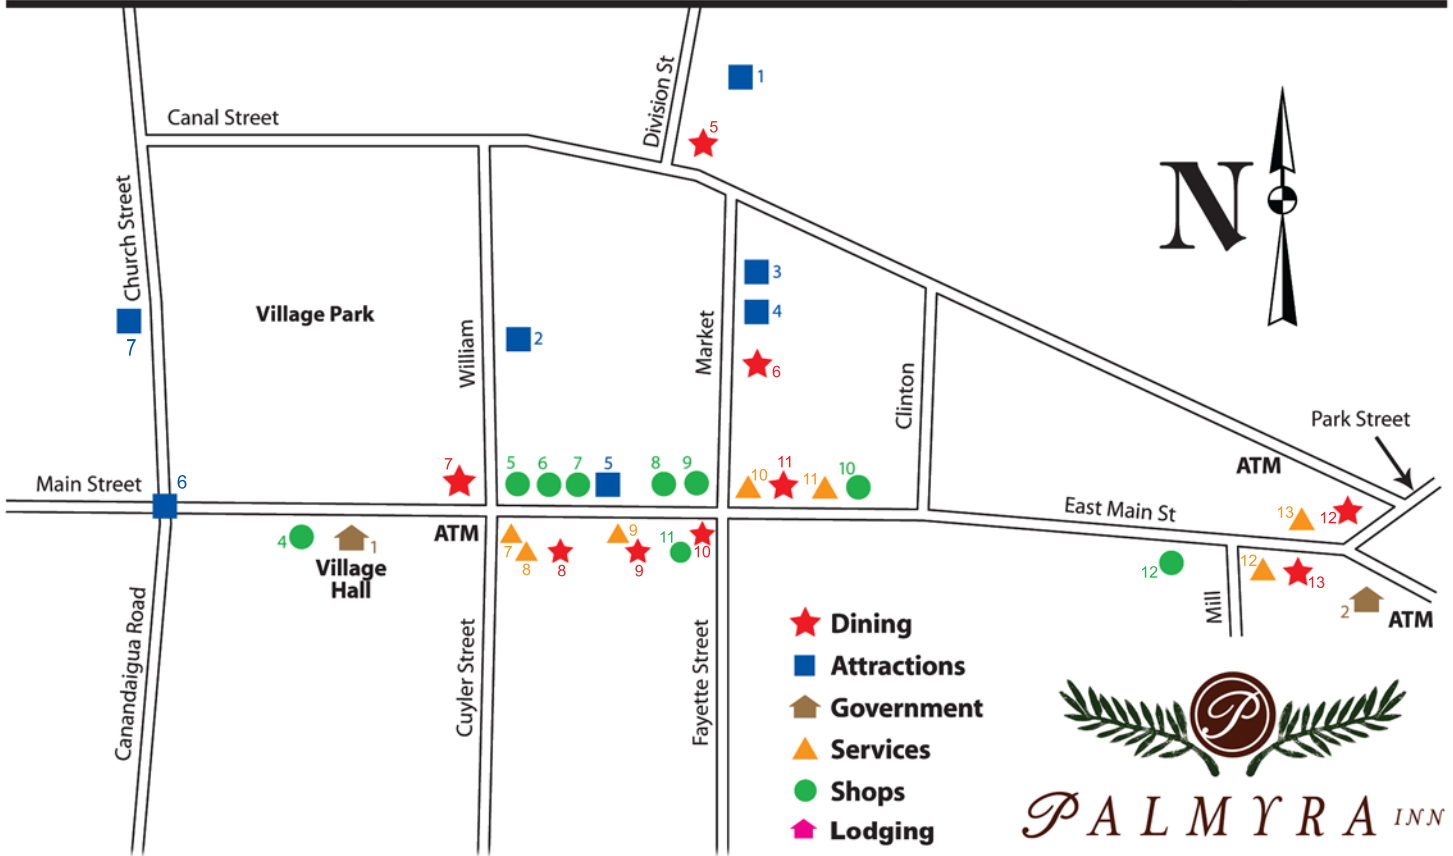 Division St
1
5
Canal Street
N
Church Street
3
Village Park
4
William
2
Market
7
6
Clinton
Park Street
7
5
6
7
5
8
9
10
11
11
10
ATM
Main Street
6
East Main St
13
12
4
1
ATM
Village
Hall
7
8
8
9
9
11
10
12
12
13
2
ATM
Mill
Canandaigua Road
Cuyler Street
Fayette Street
Dining
Attractions
Government
Services
Shops
Lodging
P
PALMYRA INN